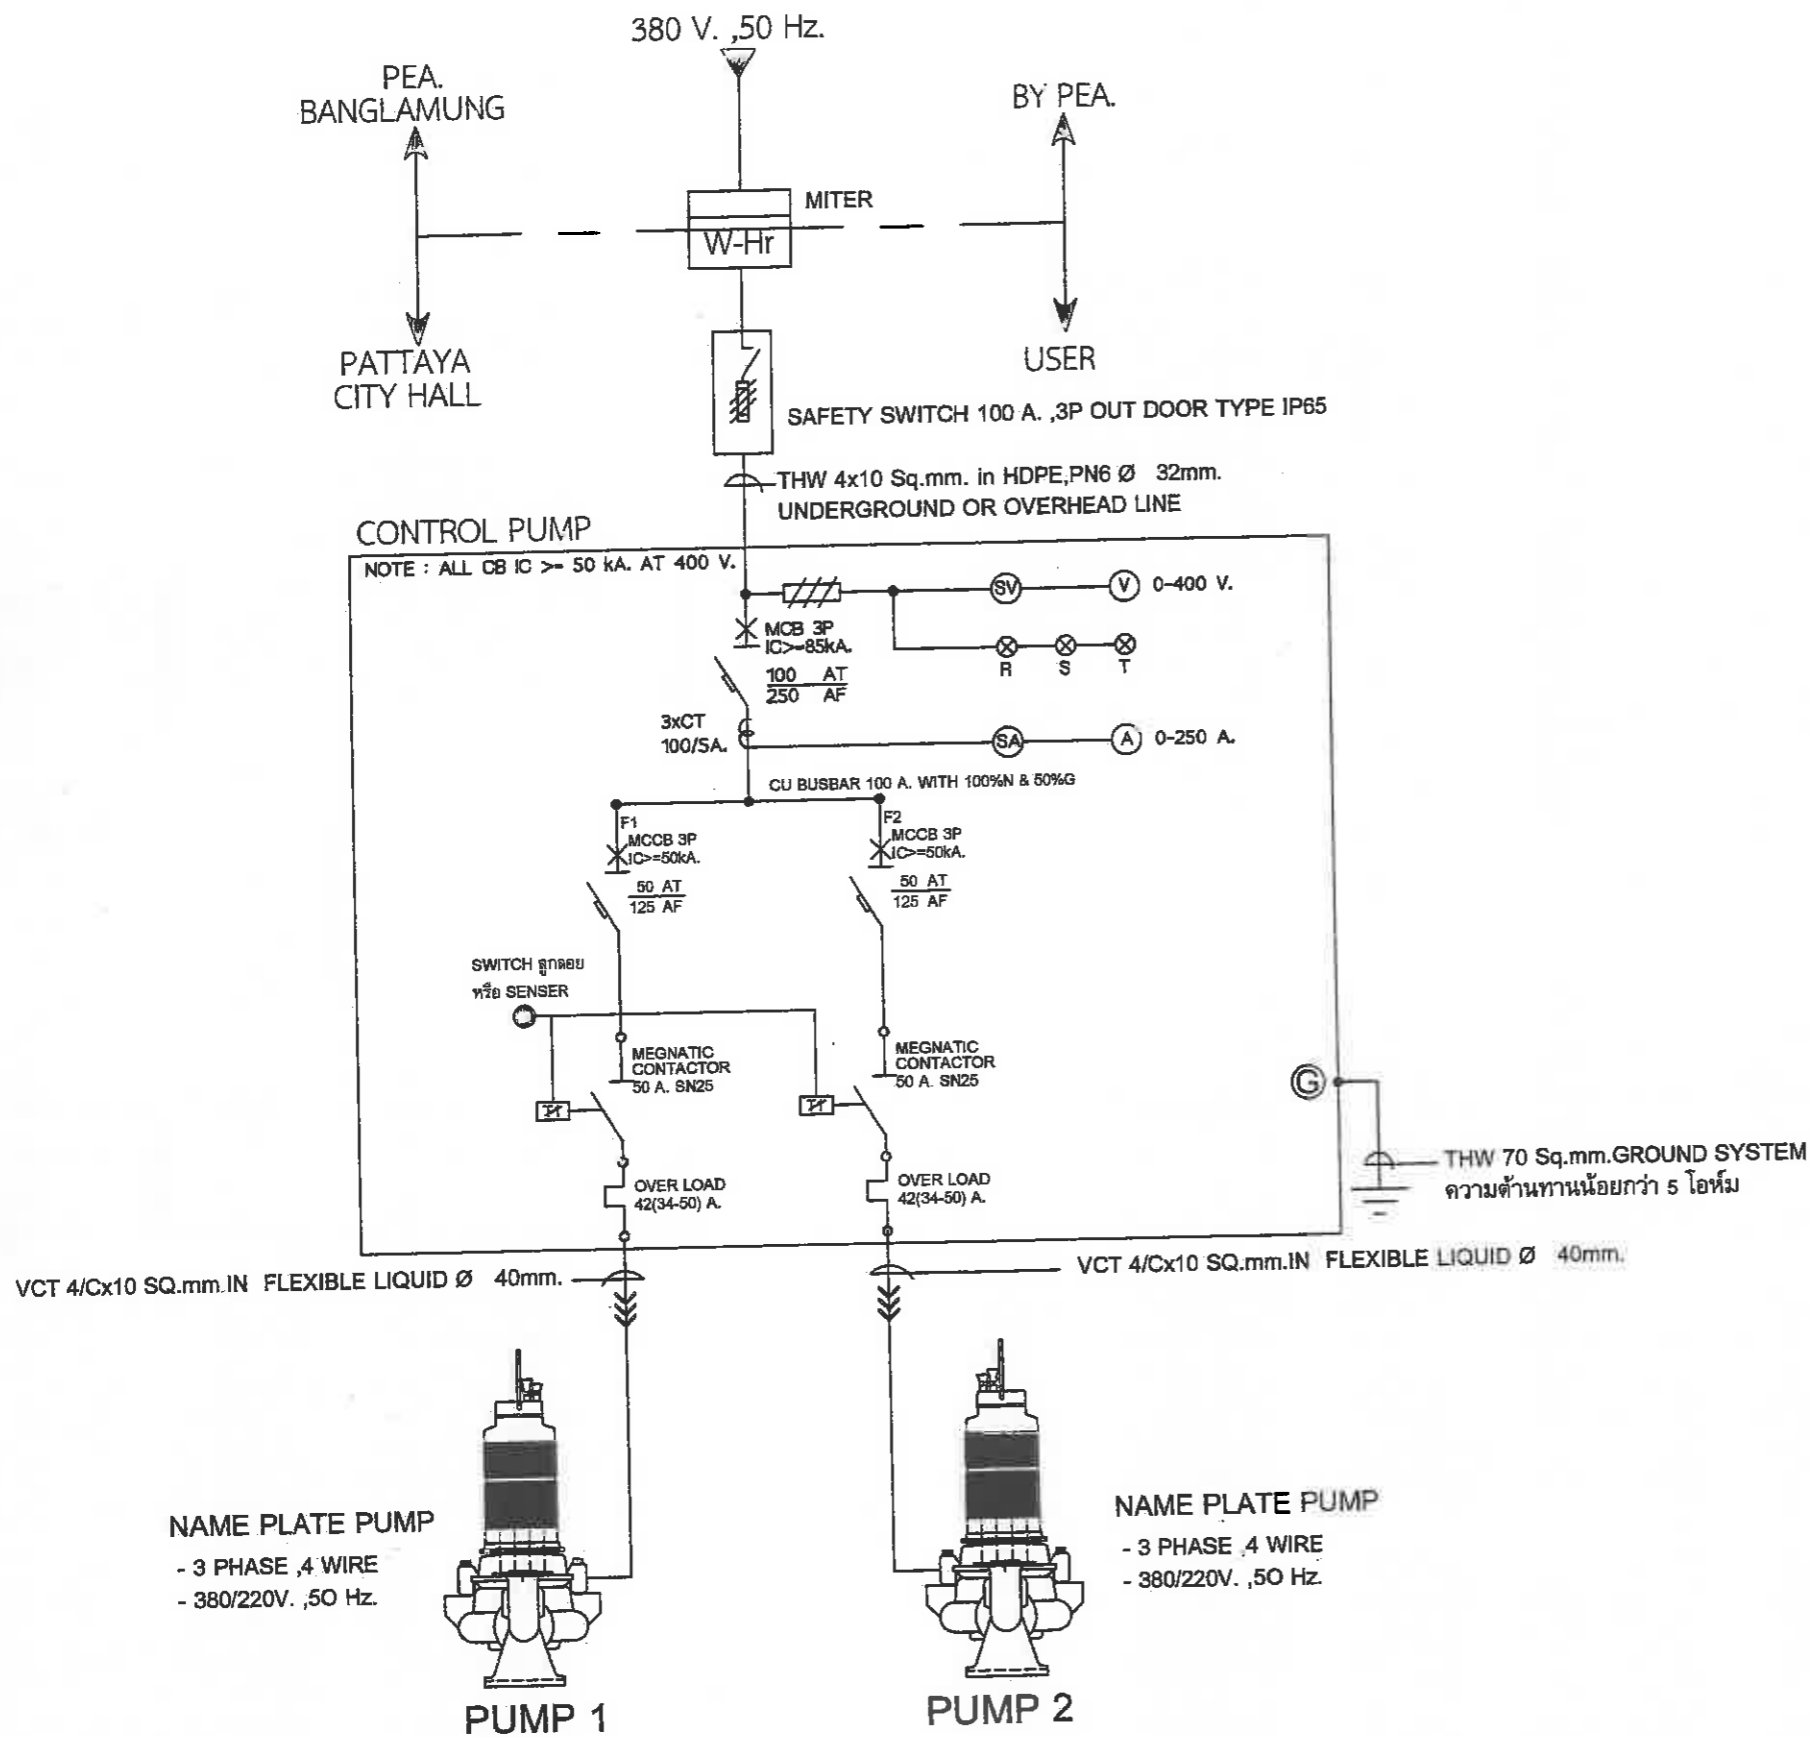 380 V. ,50 Hz.
PEA.
BANGLAMUNG
BY PEA.
MITER
W-Hr
PATTAYA
CITY HALL
USER
SAFETY SWITCH 100 A. ,3P OUT DOOR TYPE IP65
THW 4x10 Sq.mm. in HDPE,PN6 Ø 32mm.
UNDERGROUND OR OVERHEAD LINE
CONTROL PUMP
NOTE : ALL CB IC >= 50 kA. AT 400 V.
SV
V
0-400 V.
MCB 3P
IC>=85kA.
100 AT
250 AF
R
S
T
3xCT
100/5A.
SA
A
0-250 A.
CU BUSBAR 100 A. WITH 100%N & 50%G
F1
MCCB 3P
IC>=50kA.
50 AT
125 AF
F2
MCCB 3P
IC>=50kA.
50 AT
125 AF
SWITCH ลูกลอย
หรือ SENSER
MEGNATIC
CONTACTOR
50 A. SN25
MEGNATIC
CONTACTOR
50 A. SN25
G
OVER LOAD
42(34-50) A.
OVER LOAD
42(34-50) A.
THW 70 Sq.mm.GROUND SYSTEM
ความต้านทานน้อยกว่า 5 โอห์ม
VCT 4/Cx10 SQ.mm.IN FLEXIBLE LIQUID Ø 40mm.
VCT 4/Cx10 SQ.mm.IN FLEXIBLE LIQUID Ø 40mm.
NAME PLATE PUMP
- 3 PHASE ,4 WIRE
- 380/220V. ,50 Hz.
NAME PLATE PUMP
- 3 PHASE ,4 WIRE
- 380/220V. ,50 Hz.
PUMP 1
PUMP 2